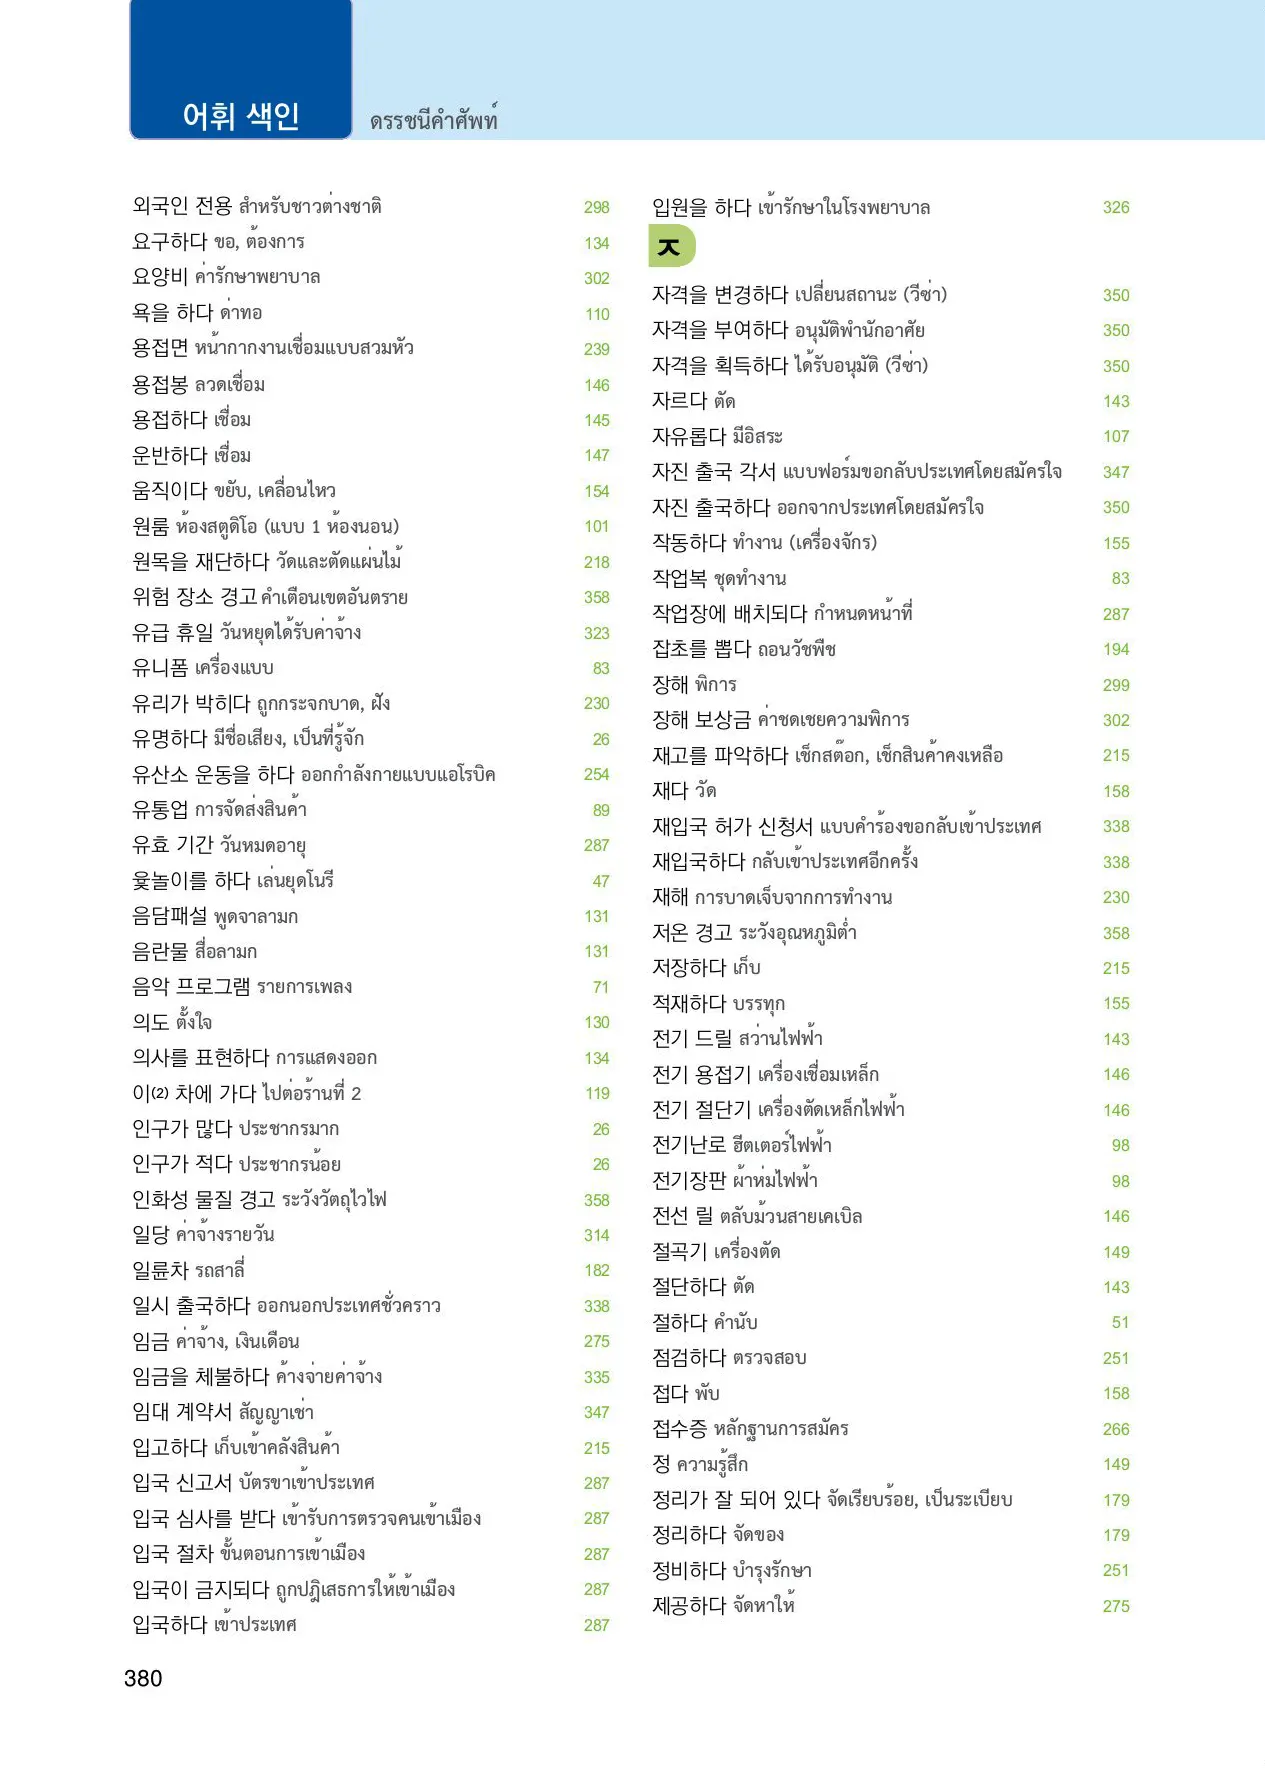 어휘 색인 ดรรชนีคำศัพท์
외국인 전용 สำหรับชาวต่างชาติ 298
요구하다 ขอ, ต้องการ 134
요양비 ค่ารักษาพยาบาล 302
욕을 하다 ด่าทอ 110
용접면 หน้ากากงานเชื่อมแบบสวมหัว 239
용접봉 ลวดเชื่อม 146
용접하다 เชื่อม 145
운반하다 เชื่อม 147
움직이다 ขยับ, เคลื่อนไหว 154
원룸 ห้องสตูดิโอ (แบบ 1 ห้องนอน) 101
원목을 재단하다 วัดและตัดแผ่นไม้ 218
위험 장소 경고 คำเตือนเขตอันตราย 358
유급 휴일 วันหยุดได้รับค่าจ้าง 323
유니폼 เครื่องแบบ 83
유리가 박히다 ถูกกระจกบาด, ฝัง 230
유명하다 มีชื่อเสียง, เป็นที่รู้จัก 26
유산소 운동을 하다 ออกกำลังกายแบบแอโรบิค 254
유통업 การจัดส่งสินค้า 89
유효 기간 วันหมดอายุ 287
윷놀이를 하다 เล่นยุดโนรี 47
음담패설 พูดจาลามก 131
음란물 สื่อลามก 131
음악 프로그램 รายการเพลง 71
의도 ตั้งใจ 130
의사를 표현하다 การแสดงออก 134
이(2) 차에 가다 ไปต่อร้านที่ 2 119
인구가 많다 ประชากรมาก 26
인구가 적다 ประชากรน้อย 26
인화성 물질 경고 ระวังวัตถุไวไฟ 358
일당 ค่าจ้างรายวัน 314
일륜차 รถสาลี่ 182
일시 출국하다 ออกนอกประเทศชั่วคราว 338
임금 ค่าจ้าง, เงินเดือน 275
임금을 체불하다 ค้างจ่ายค่าจ้าง 335
임대 계약서 สัญญาเช่า 347
입고하다 เก็บเข้าคลังสินค้า 215
입국 신고서 บัตรขาเข้าประเทศ 287
입국 심사를 받다 เข้ารับการตรวจคนเข้าเมือง 287
입국 절차 ขั้นตอนการเข้าเมือง 287
입국이 금지되다 ถูกปฏิเสธการให้เข้าเมือง 287
입국하다 เข้าประเทศ 287
입원을 하다 เข้ารักษาในโรงพยาบาล 326
ㅈ
자격을 변경하다 เปลี่ยนสถานะ (วีซ่า) 350
자격을 부여하다 อนุมัติพำนักอาศัย 350
자격을 획득하다 ได้รับอนุมัติ (วีซ่า) 350
자르다 ตัด 143
자유롭다 มีอิสระ 107
자진 출국 각서 แบบฟอร์มขอกลับประเทศโดยสมัครใจ 347
자진 출국하다 ออกจากประเทศโดยสมัครใจ 350
작동하다 ทำงาน (เครื่องจักร) 155
작업복 ชุดทำงาน 83
작업장에 배치되다 กำหนดหน้าที่ 287
잡초를 뽑다 ถอนวัชพืช 194
장해 พิการ 299
장해 보상금 ค่าชดเชยความพิการ 302
재고를 파악하다 เช็กสต๊อก, เช็กสินค้าคงเหลือ 215
재다 วัด 158
재입국 허가 신청서 แบบคำร้องขอกลับเข้าประเทศ 338
재입국하다 กลับเข้าประเทศอีกครั้ง 338
재해 การบาดเจ็บจากการทำงาน 230
저온 경고 ระวังอุณหภูมิต่ำ 358
저장하다 เก็บ 215
적재하다 บรรทุก 155
전기 드릴 สว่านไฟฟ้า 143
전기 용접기 เครื่องเชื่อมเหล็ก 146
전기 절단기 เครื่องตัดเหล็กไฟฟ้า 146
전기난로 ฮีตเตอร์ไฟฟ้า 98
전기장판 ผ้าห่มไฟฟ้า 98
전선 릴 ตลับม้วนสายเคเบิล 146
절곡기 เครื่องตัด 149
절단하다 ตัด 143
절하다 คำนับ 51
점검하다 ตรวจสอบ 251
접다 พับ 158
접수증 หลักฐานการสมัคร 266
정 ความรู้สึก 149
정리가 잘 되어 있다 จัดเรียบร้อย, เป็นระเบียบ 179
정리하다 จัดของ 179
정비하다 บำรุงรักษา 251
제공하다 จัดหาให้ 275
380